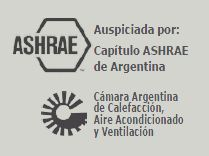 ASHRAE
Auspiciada por:
Capítulo ASHRAE
de Argentina
Cámara Argentina
de Calefacción,
Aire Acondicionado
y Ventilación